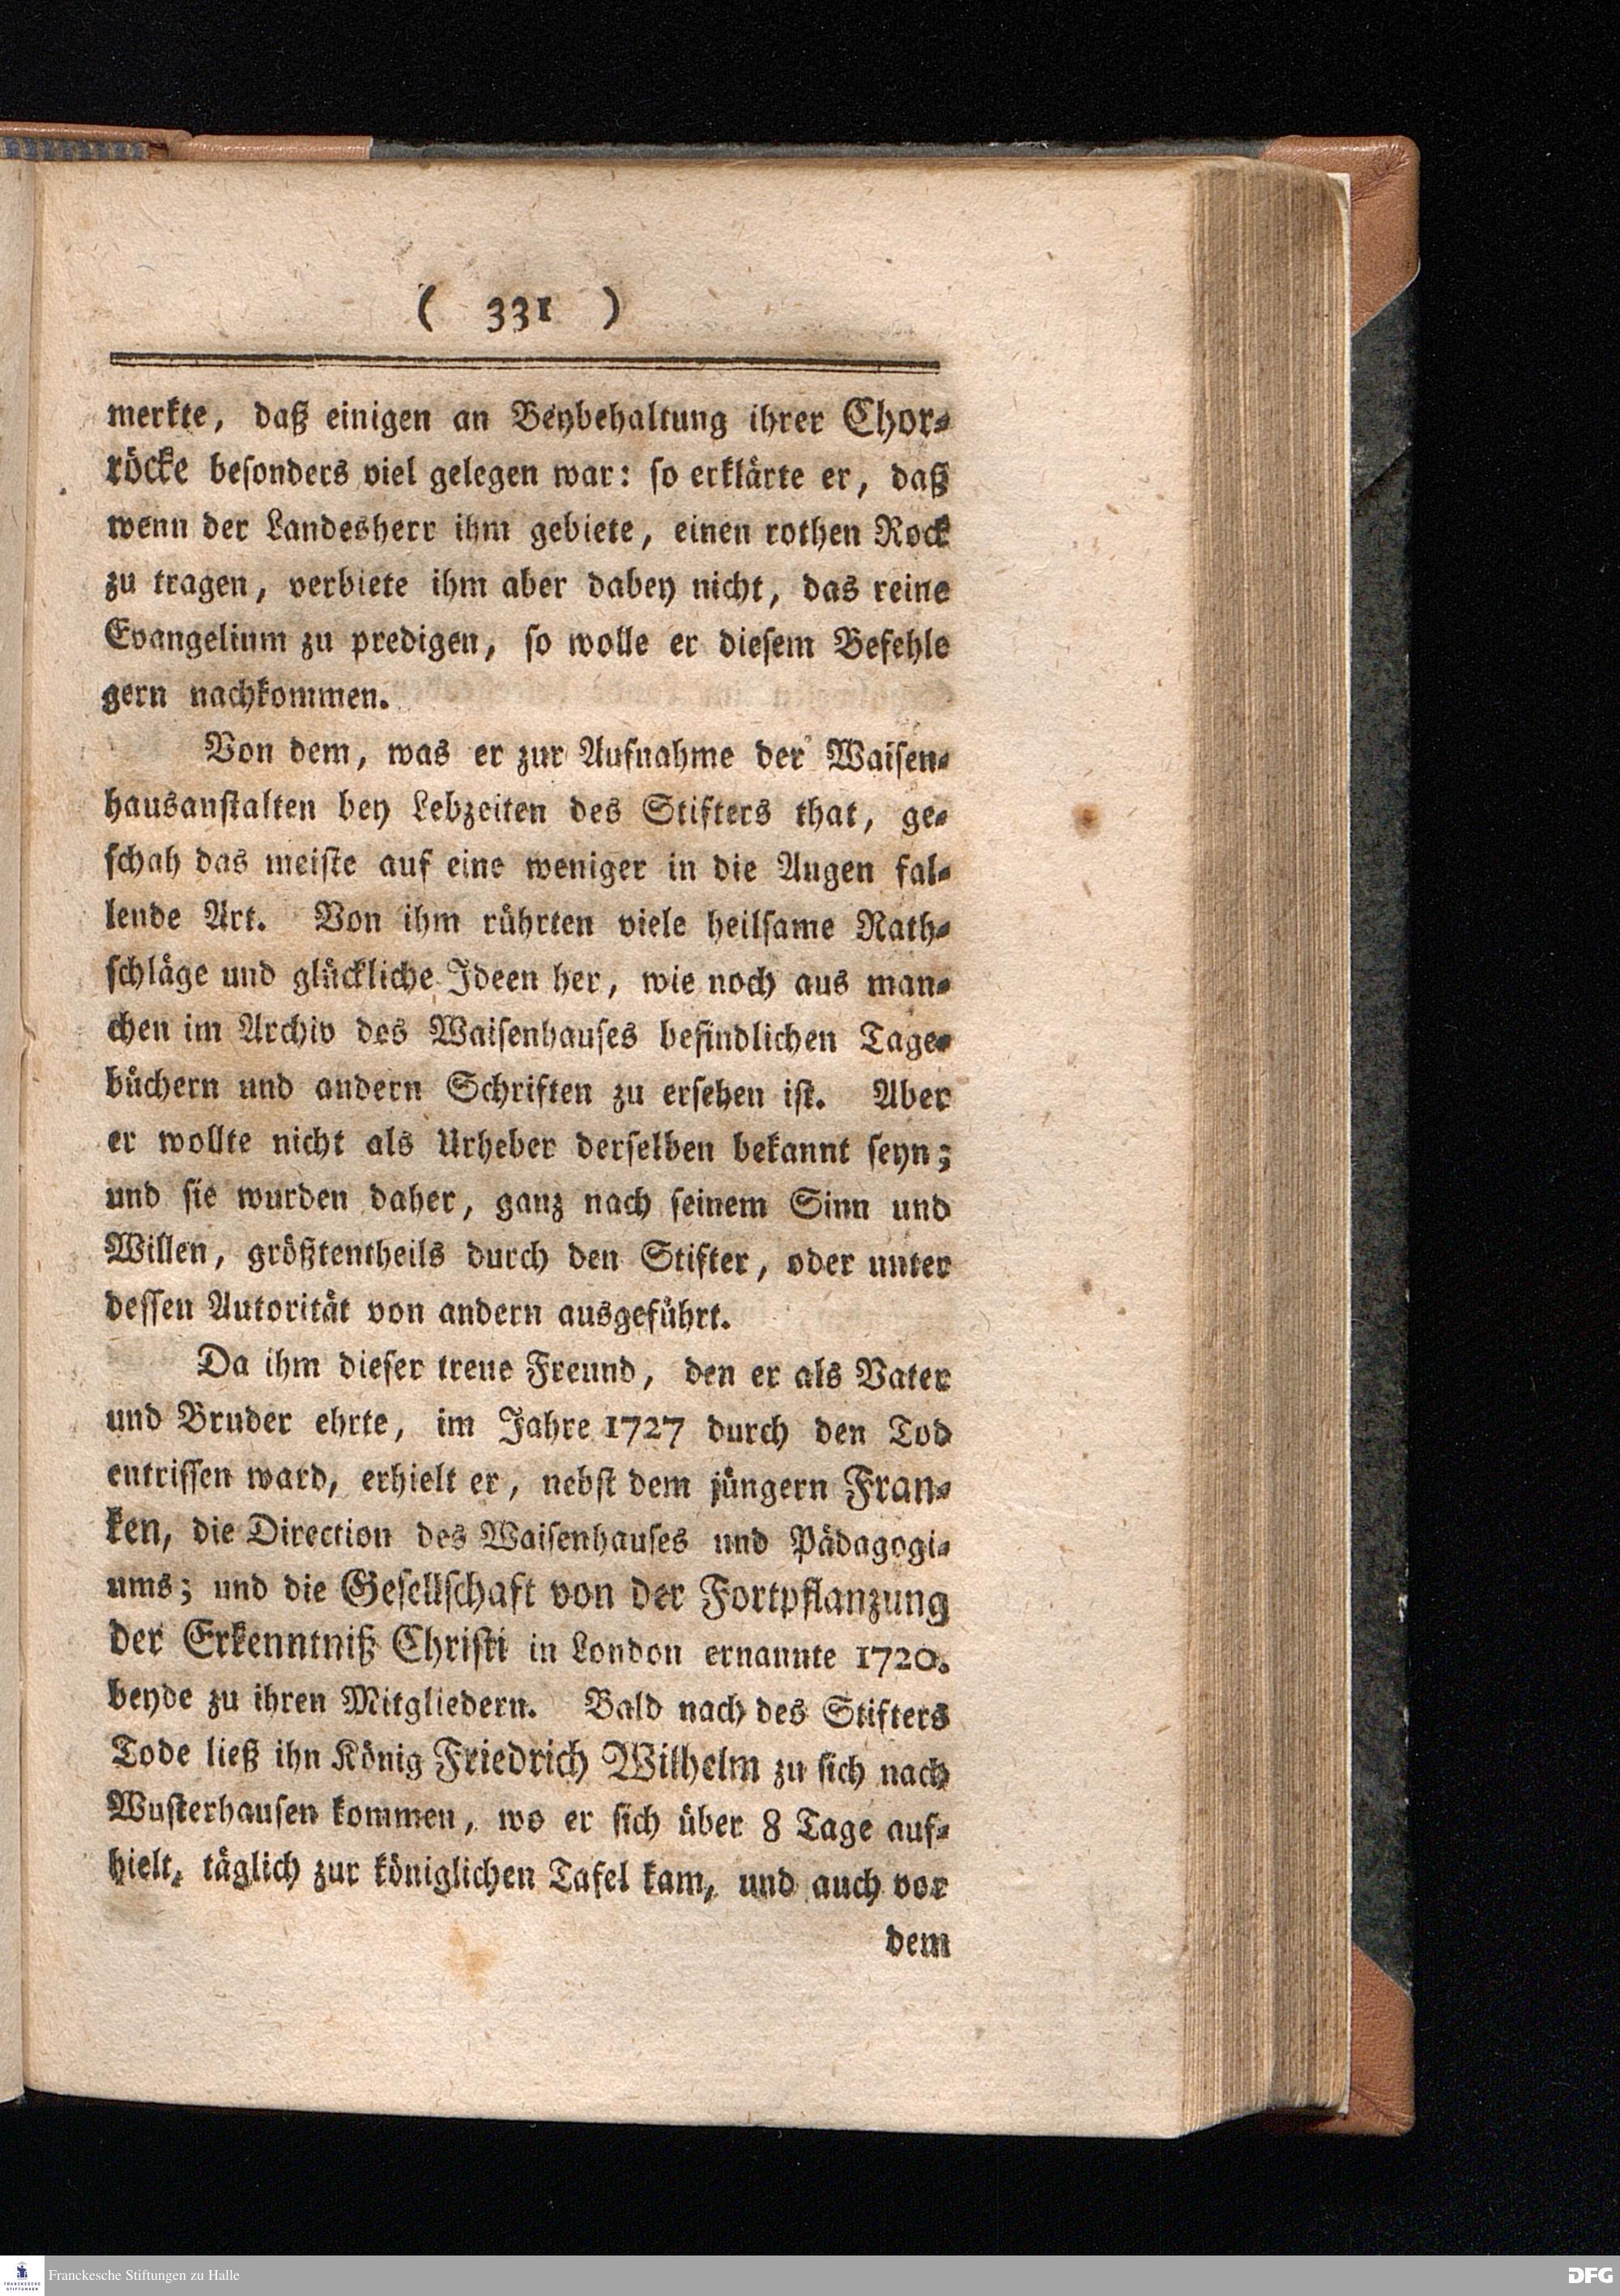 ( 331 )
merkte, daß einigen an Beybehaltung ihrer Chor-
röcke besonders viel gelegen war: so erklärte er, daß
wenn der Landesherr ihm gebiete, einen rothen Rock
zu tragen, verbiete ihm aber dabey nicht, das reine
Evangelium zu predigen, so wolle er diesem Befehle
gern nachkommen.
Von dem, was er zur Aufnahme der Waisen-
hausanstalten bey Lebzeiten des Stifters that, ge-
schah das meiste auf eine weniger in die Augen fal-
lende Art. Von ihm rührten viele heilsame Rath-
schläge und glückliche Ideen her, wie noch aus man-
chen im Archiv des Waisenhauses befindlichen Tage-
büchern und andern Schriften zu ersehen ist. Aber
er wollte nicht als Urheber derselben bekannt seyn;
und sie wurden daher, ganz nach seinem Sinn und
Willen, größtentheils durch den Stifter, oder unter
dessen Autorität von andern ausgeführt.
Da ihm dieser treue Freund, den er als Vater
und Bruder ehrte, im Jahre 1727 durch den Tod
entrissen ward, erhielt er, nebst dem jüngern Fran-
ken, die Direction des Waisenhauses und Pädagogi-
ums; und die Gesellschaft von der Fortpflanzung
der Erkenntniß Christi in London ernannte 1720.
beyde zu ihren Mitgliedern. Bald nach des Stifters
Tode ließ ihn König Friedrich Wilhelm zu sich nach
Wusterhausen kommen, wo er sich über 8 Tage auf-
hielt, täglich zur königlichen Tafel kam, und auch vor
dem
FRANCKESCHE
STIFTUNGEN
Franckesche Stiftungen zu Halle
DFG